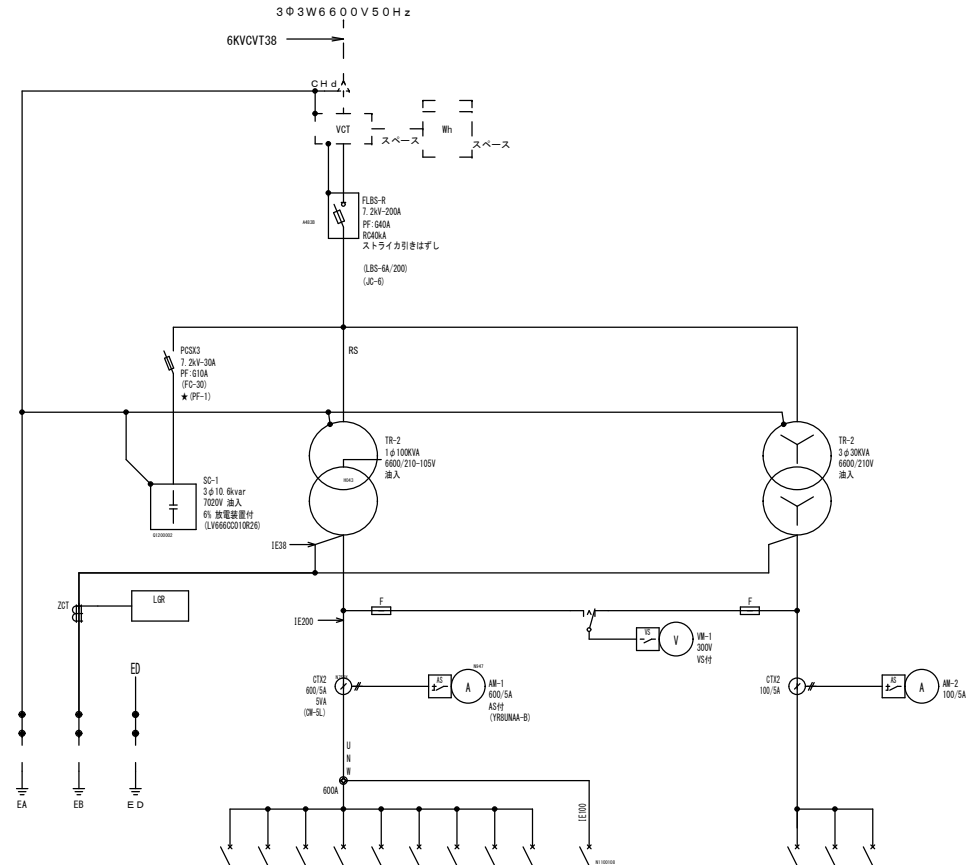 3Φ3W6600V50Hz
6KVCVT38
CHd
VCT
スペース
Wh
スペース
A4038
FLBS-R
7.2kV-200A
PF:G40A
RC40kA
ストライカ引きはずし
(LBS-6A/200)
(JC-6)
PCSX3
7.2kV-30A
PF:G10A
(FC-30)
★(PF-1)
RS
TR-2
1φ100KVA
6600/210-105V
油入
TR-2
3φ30KVA
6600/210V
油入
SC-1
3φ10.6kvar
7020V 油入
6% 放電装置付
(LV666CC010R26)
IE38
ZCT
LGR
F
F
IE200
VS
V
VM-1
300V
VS付
ED
CTX2
600/5A
5VA
(CW-5L)
AS
A
N947
AM-1
600/5A
AS付
(YR8UNAA-B)
CTX2
100/5A
AS
A
AM-2
100/5A
U
N
W
600A
IE100
EA
EB
ED
N1100100